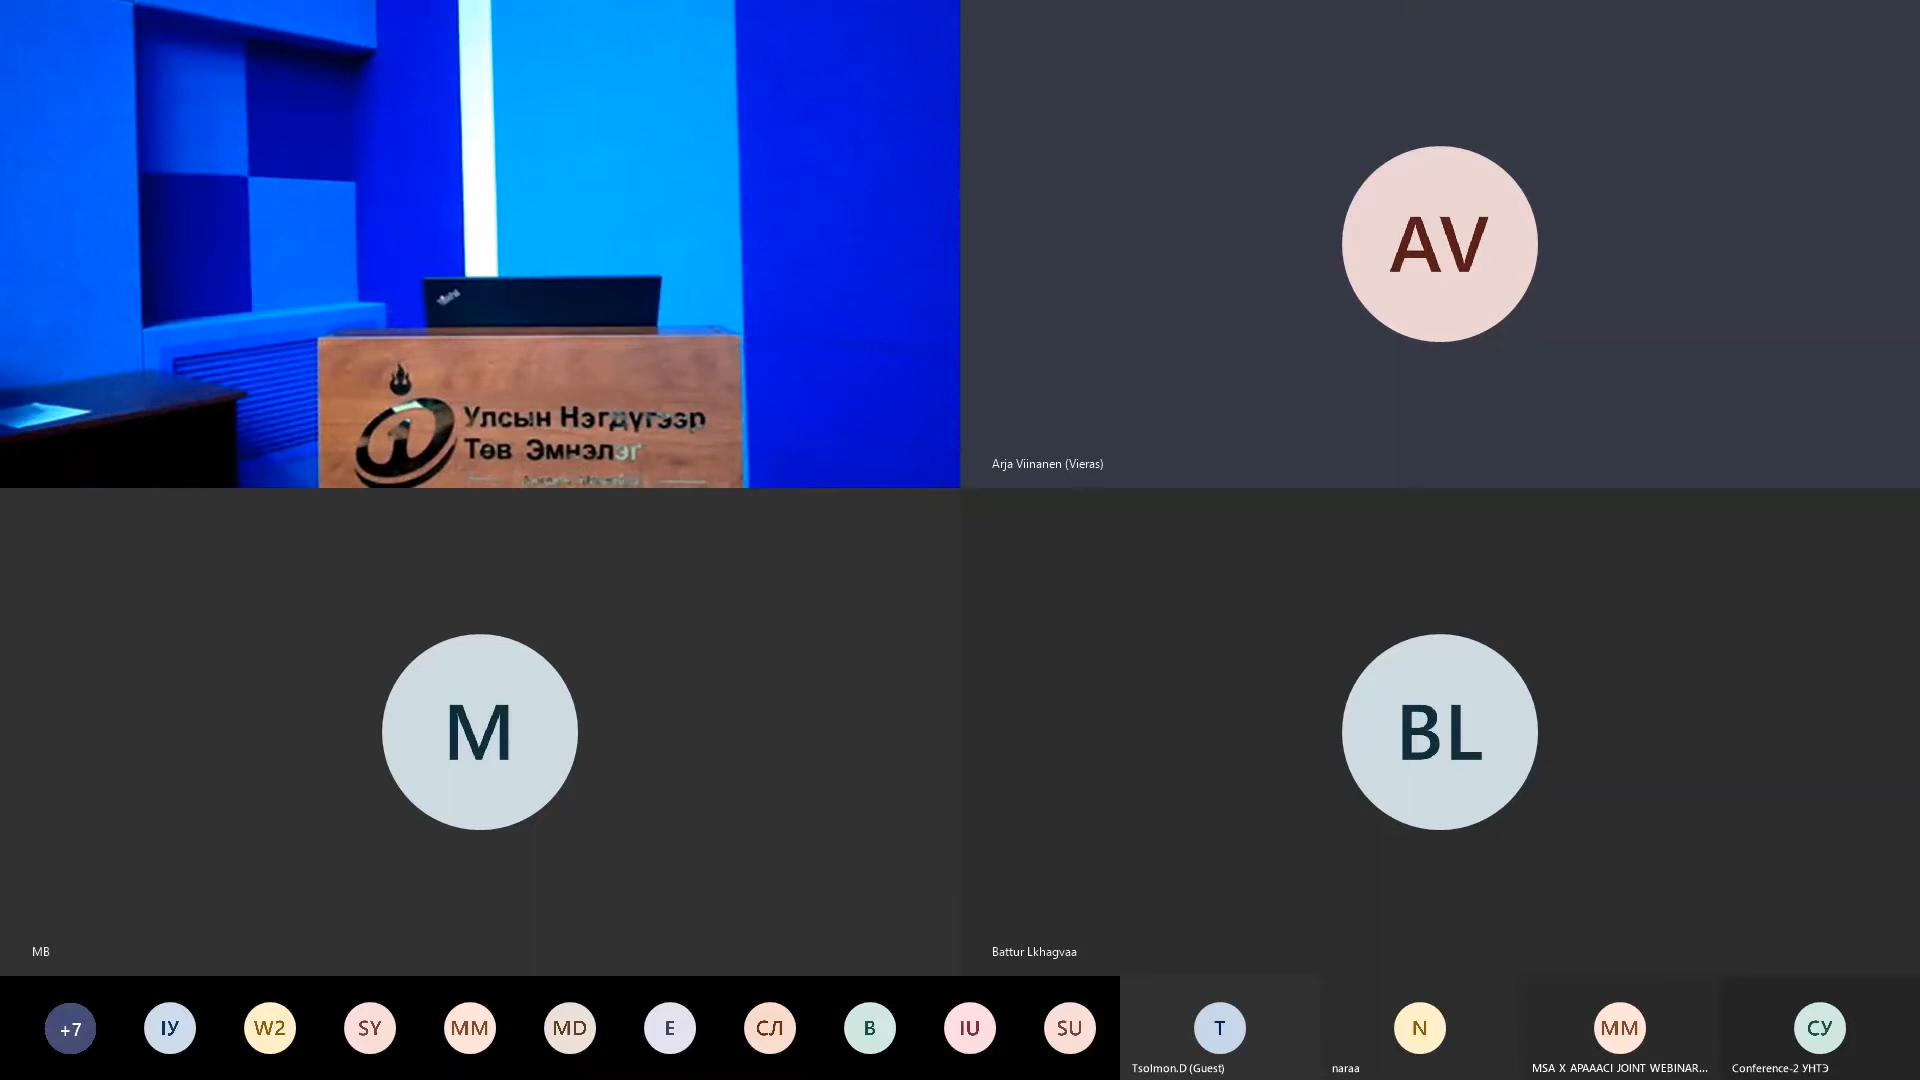 Улсын Нэгдүгээр
Төв Эмнэлэг
AV
Arja Viinanen (Vieras)
M
MB
BL
Battur Lkhagvaa
+7
ІУ
W2
SY
MM
MD
E
СЛ
B
IU
SU
T
Tsolmon.D (Guest)
N
naraa
MM
MSA X APAAACI JOINT WEBINAR...
СУ
Conference-2 УНТЭ